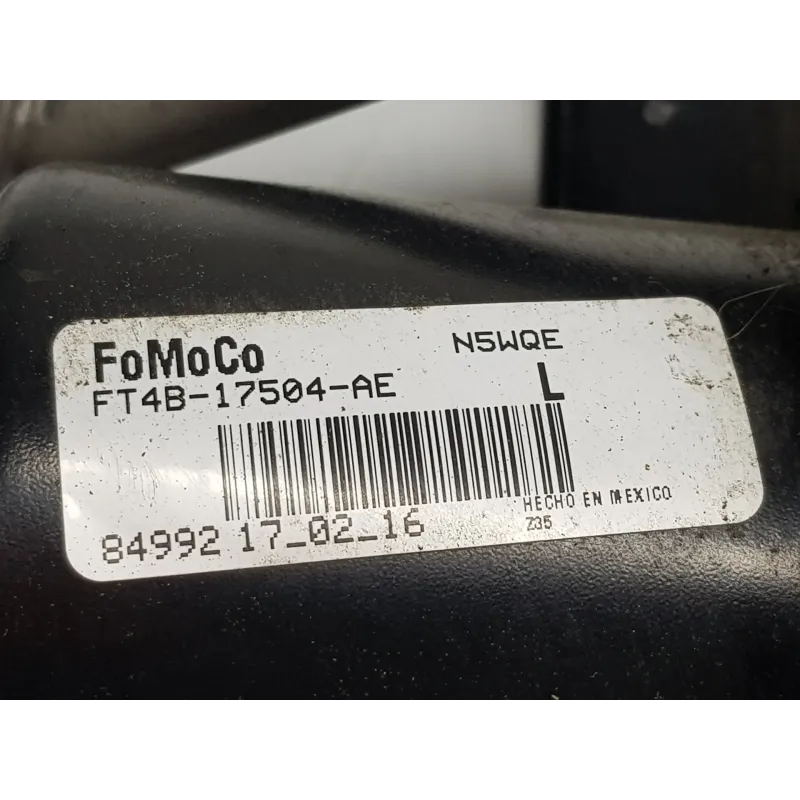 FoMoCo N5WQE
FT4B-17504-AE L
84992 17_02_16 HECHO EN MEXICO
Z35